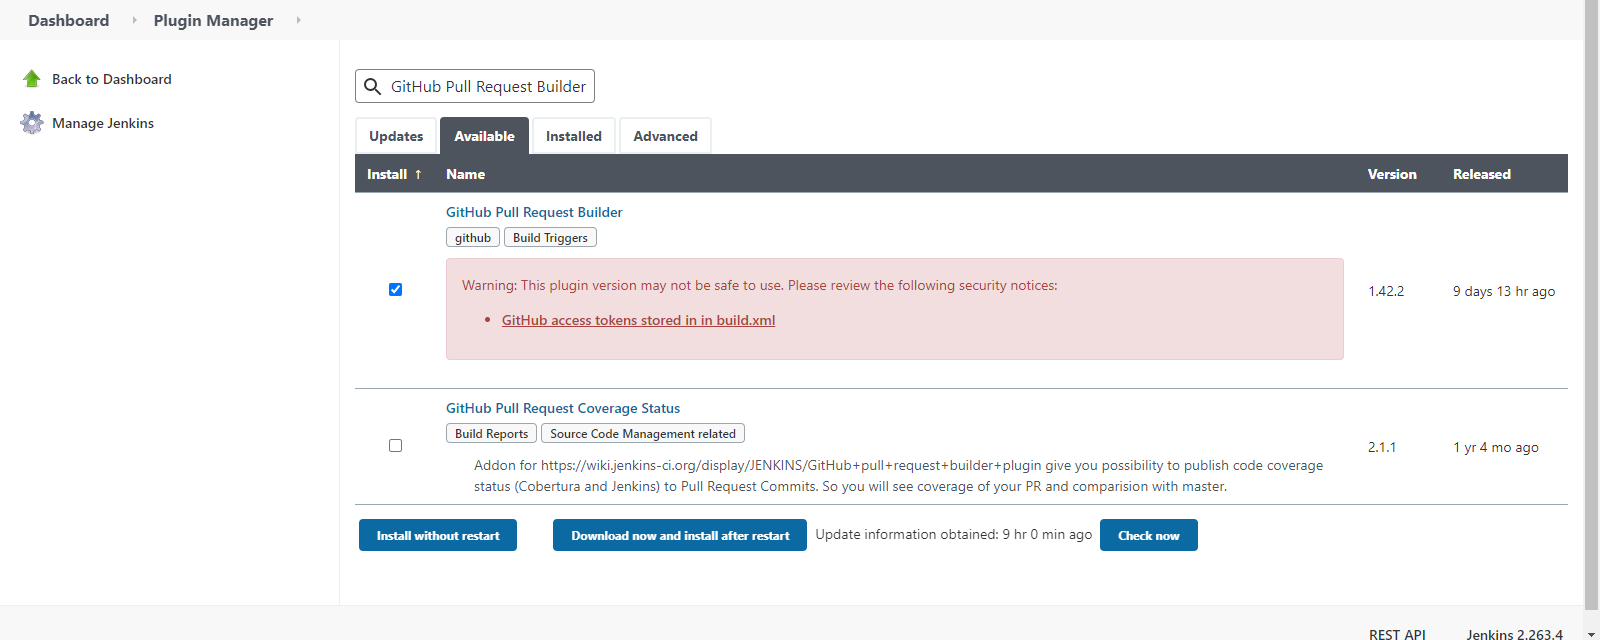 Dashboard Plugin Manager
Back to Dashboard
Manage Jenkins
GitHub Pull Request Builder
Updates Available Installed Advanced
Install ↑ Name Version Released
GitHub Pull Request Builder
github Build Triggers
Warning: This plugin version may not be safe to use. Please review the following security notices:
• GitHub access tokens stored in in build.xml
1.42.2 9 days 13 hr ago
GitHub Pull Request Coverage Status
Build Reports Source Code Management related
Addon for https://wiki.jenkins-ci.org/display/JENKINS/GitHub+pull+request+builder+plugin give you possibility to publish code coverage
status (Cobertura and Jenkins) to Pull Request Commits. So you will see coverage of your PR and comparision with master.
2.1.1 1 yr 4 mo ago
Install without restart Download now and install after restart Update information obtained: 9 hr 0 min ago Check now
REST API Jenkins 2.263.4